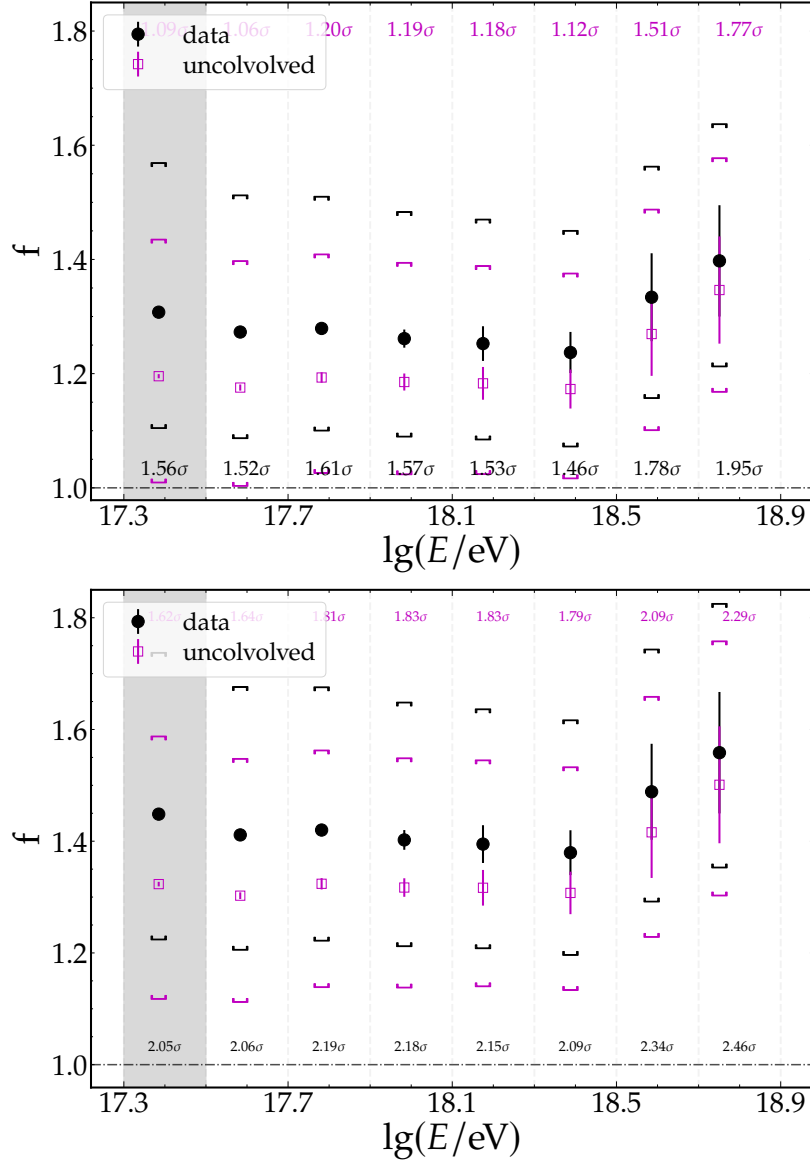 1.8
1.09σ 1.06σ 1.20σ 1.19σ 1.18σ 1.12σ 1.51σ 1.77σ
data
uncolvolved
1.6
f
1.4
1.2
1.56σ 1.52σ 1.61σ 1.57σ 1.53σ 1.46σ 1.78σ 1.95σ
1.0
17.3 17.7 18.1 18.5 18.9
lg(E/eV)
1.8
1.62σ 1.64σ 1.81σ 1.83σ 1.83σ 1.79σ 2.09σ 2.29σ
data
uncolvolved
1.6
f
1.4
1.2
2.05σ 2.06σ 2.19σ 2.18σ 2.15σ 2.09σ 2.34σ 2.46σ
1.0
17.3 17.7 18.1 18.5 18.9
lg(E/eV)